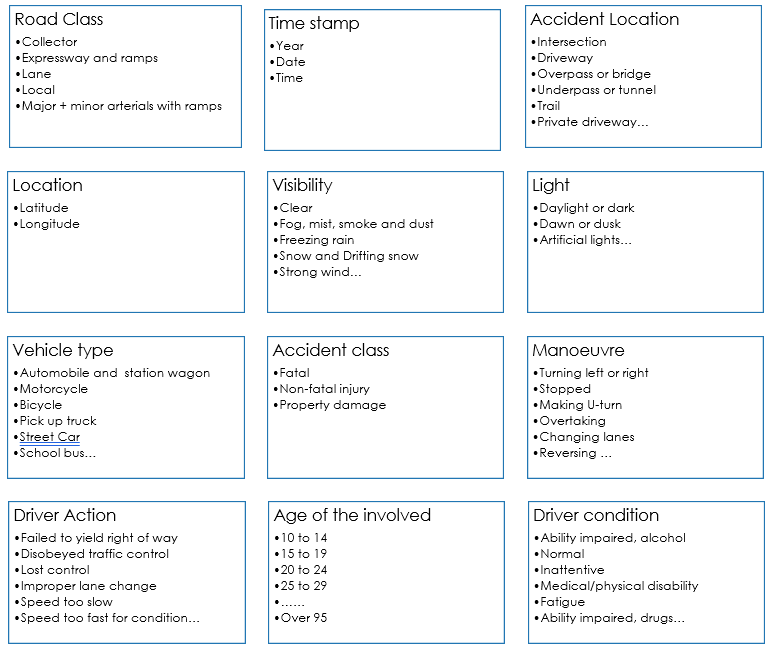 Road Class
•Collector
•Expressway and ramps
•Lane
•Local
•Major + minor arterials with ramps
Time stamp
•Year
•Date
•Time
Accident Location
•Intersection
•Driveway
•Overpass or bridge
•Underpass or tunnel
•Trail
•Private driveway…
Location
•Latitude
•Longitude
Visibility
•Clear
•Fog, mist, smoke and dust
•Freezing rain
•Snow and Drifting snow
•Strong wind…
Light
•Daylight or dark
•Dawn or dusk
•Artificial lights…
Vehicle type
•Automobile and  station wagon
•Motorcycle
•Bicycle
•Pick up truck
•Street Car
•School bus…
Accident class
•Fatal
•Non-fatal injury
•Property damage
Manoeuvre
•Turning left or right
•Stopped
•Making U-turn
•Overtaking
•Changing lanes
•Reversing …
Driver Action
•Failed to yield right of way
•Disobeyed traffic control
•Lost control
•Improper lane change
•Speed too slow
•Speed too fast for condition…
Age of the involved
•10 to 14
•15 to 19
•20 to 24
•25 to 29
•……
•Over 95
Driver condition
•Ability impaired, alcohol
•Normal
•Inattentive
•Medical/physical disability
•Fatigue
•Ability impaired, drugs…